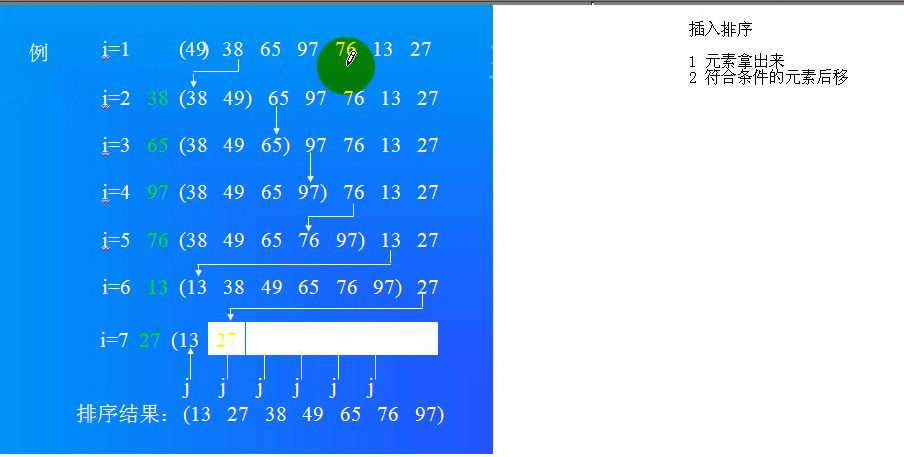 例 i=1 (49) 38 65 97 76 13 27
i=2 38 (38 49) 65 97 76 13 27
i=3 65 (38 49 65) 97 76 13 27
i=4 97 (38 49 65 97) 76 13 27
i=5 76 (38 49 65 76 97) 13 27
i=6 13 (13 38 49 65 76 97) 27
i=7 27 (13 27
j j j j j j
排序结果： (13 27 38 49 65 76 97)
插入排序
1 元素拿出来
2 符合条件的元素后移